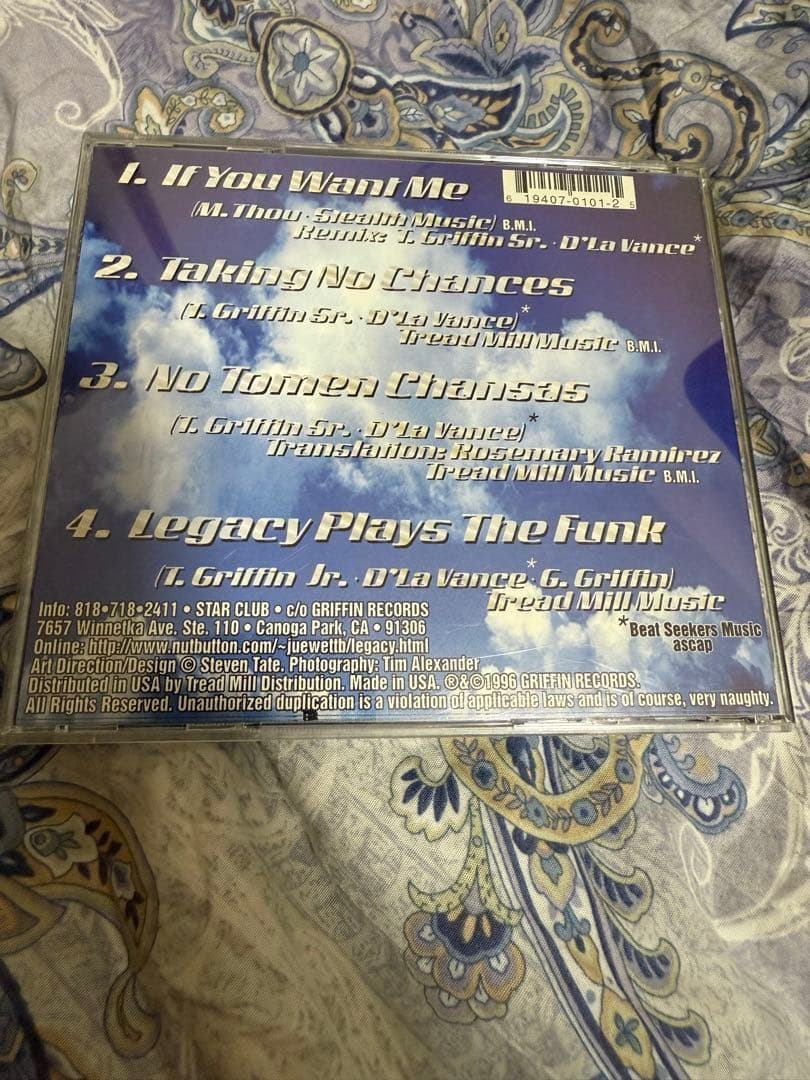 1. If You Want Me
6 19407-0101-2 5
(M. Thou · Stealth Music) B.M.I.
Remix: T. Griffin Sr. · D'La Vance*
2. Taking No Chances
(T. Griffin Sr. · D'La Vance)*
Tread Mill Music B.M.I.
3. No Tomen Chansas
(T. Griffin Sr. · D'La Vance)*
Translation: Rosemary Ramirez
Tread Mill Music B.M.I.
4. Legacy Plays The Funk
(T. Griffin Jr. · D'La Vance* · G. Griffin)
Tread Mill Music
*Beat Seekers Music
ascap
Info: 818•718•2411 • STAR CLUB • c/o GRIFFIN RECORDS
7657 Winnetka Ave. Ste. 110 • Canoga Park, CA • 91306
Online: http://www.nutbutton.com/~juewettb/legacy.html
Art Direction/Design © Steven Tate. Photography: Tim Alexander
Distributed in USA by Tread Mill Distribution. Made in USA. ®&©1996 GRIFFIN RECORDS.
All Rights Reserved. Unauthorized duplication is a violation of applicable laws and is of course, very naughty.